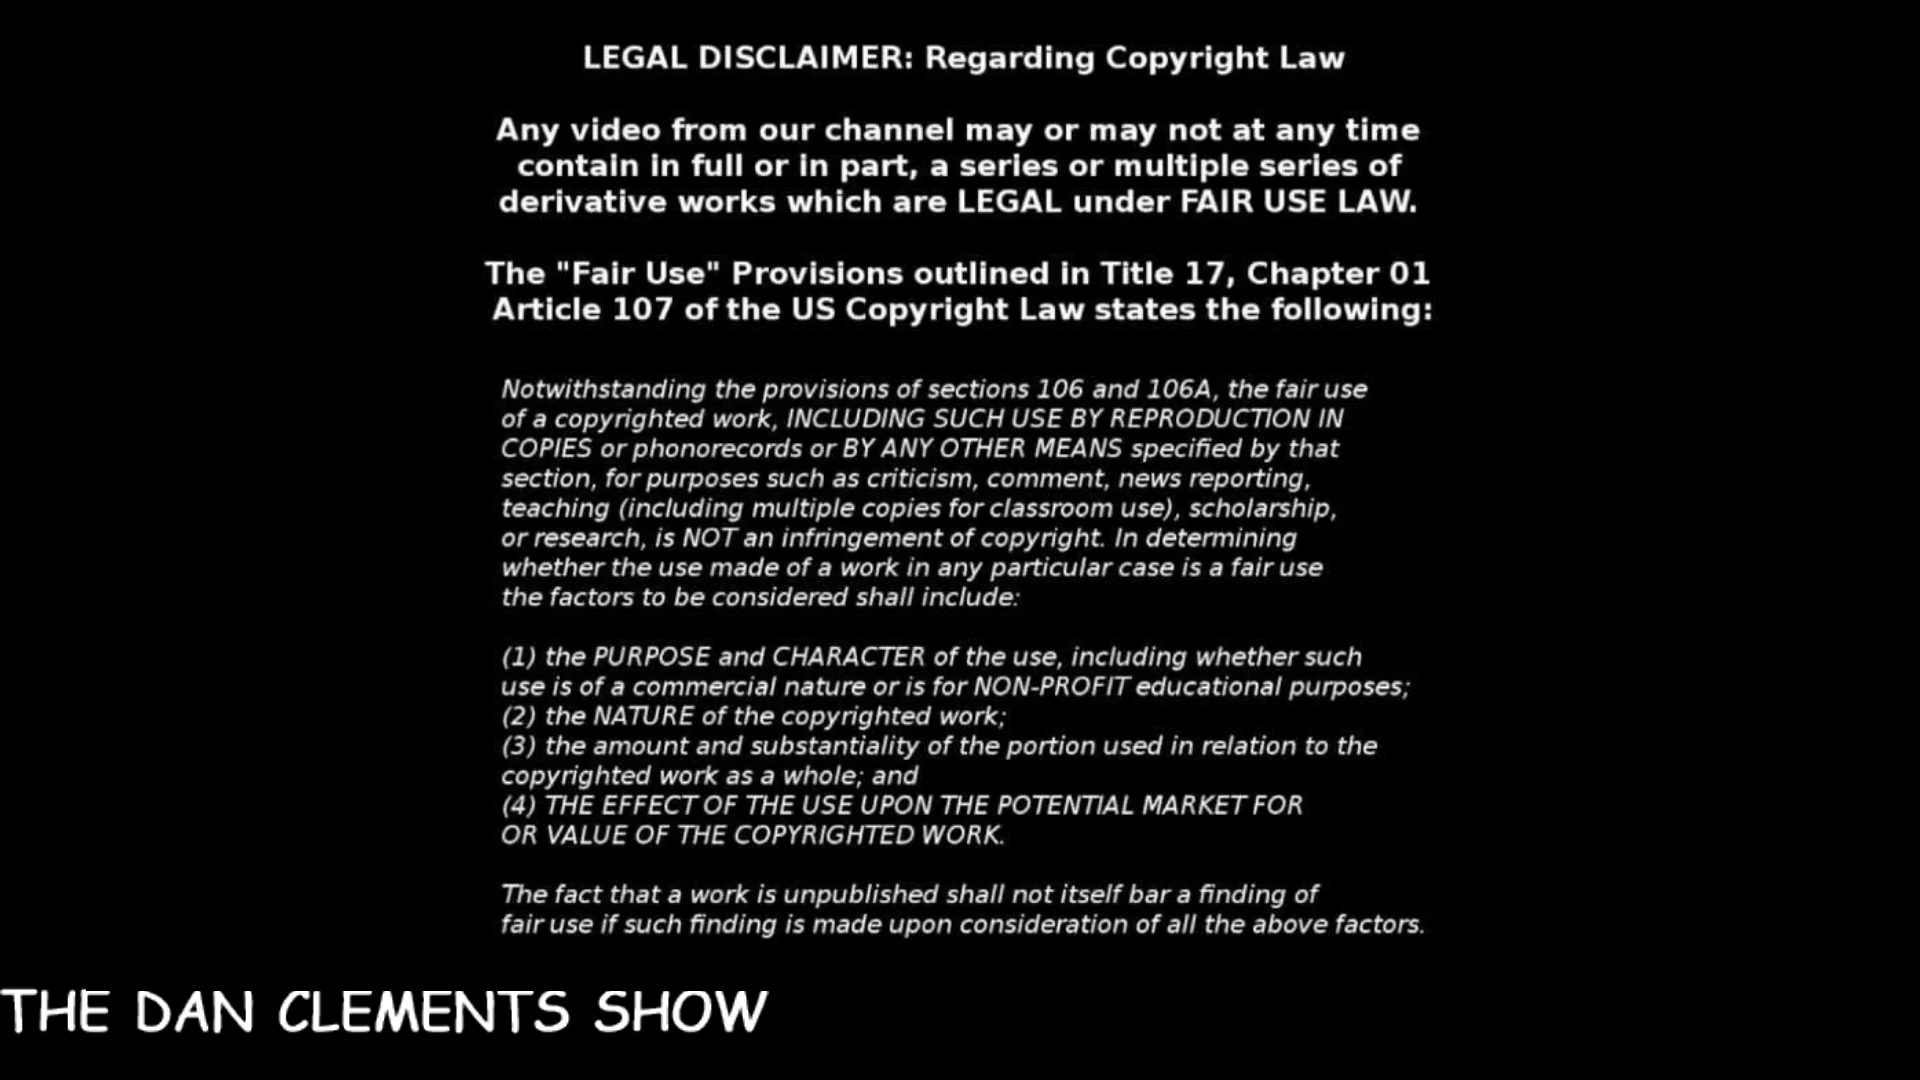 LEGAL DISCLAIMER: Regarding Copyright Law
Any video from our channel may or may not at any time
contain in full or in part, a series or multiple series of
derivative works which are LEGAL under FAIR USE LAW.
The "Fair Use" Provisions outlined in Title 17, Chapter 01
Article 107 of the US Copyright Law states the following:
Notwithstanding the provisions of sections 106 and 106A, the fair use
of a copyrighted work, INCLUDING SUCH USE BY REPRODUCTION IN
COPIES or phonorecords or BY ANY OTHER MEANS specified by that
section, for purposes such as criticism, comment, news reporting,
teaching (including multiple copies for classroom use), scholarship,
or research, is NOT an infringement of copyright. In determining
whether the use made of a work in any particular case is a fair use
the factors to be considered shall include:
(1) the PURPOSE and CHARACTER of the use, including whether such
use is of a commercial nature or is for NON-PROFIT educational purposes;
(2) the NATURE of the copyrighted work;
(3) the amount and substantiality of the portion used in relation to the
copyrighted work as a whole; and
(4) THE EFFECT OF THE USE UPON THE POTENTIAL MARKET FOR
OR VALUE OF THE COPYRIGHTED WORK.
The fact that a work is unpublished shall not itself bar a finding of
fair use if such finding is made upon consideration of all the above factors.
THE DAN CLEMENTS SHOW